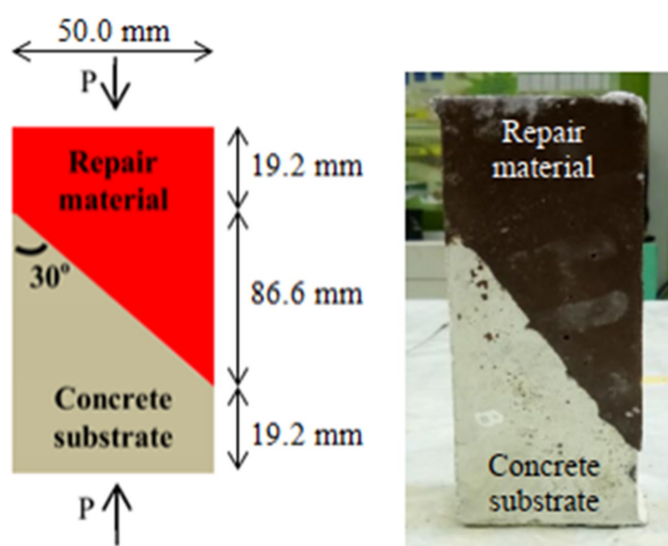 50.0 mm
P
Repair
material
19.2 mm
30°
86.6 mm
Concrete
substrate
19.2 mm
P
Repair
material
Concrete
substrate